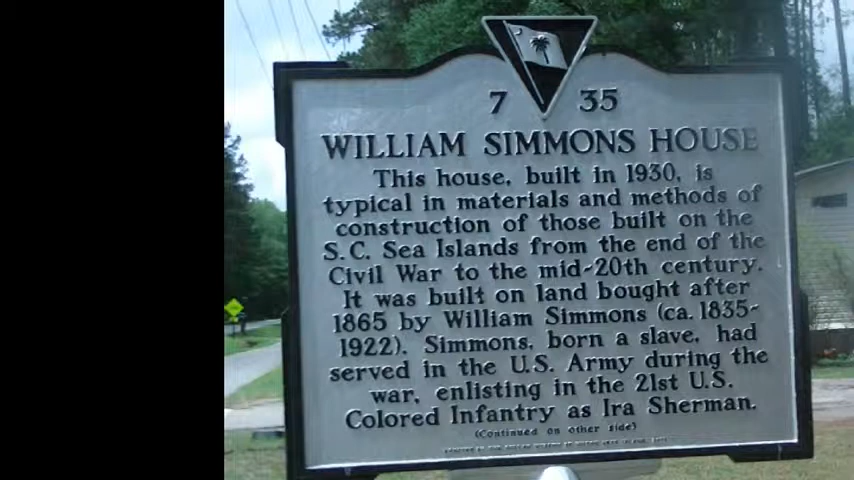 7 35
WILLIAM SIMMONS HOUSE
This house, built in 1930, is
typical in materials and methods of
construction of those built on the
S.C. Sea Islands from the end of the
Civil War to the mid-20th century.
It was built on land bought after
1865 by William Simmons (ca. 1835-
1922). Simmons, born a slave, had
served in the U.S. Army during the
war, enlisting in the 21st U.S.
Colored Infantry as Ira Sherman.
(Continued on other side)